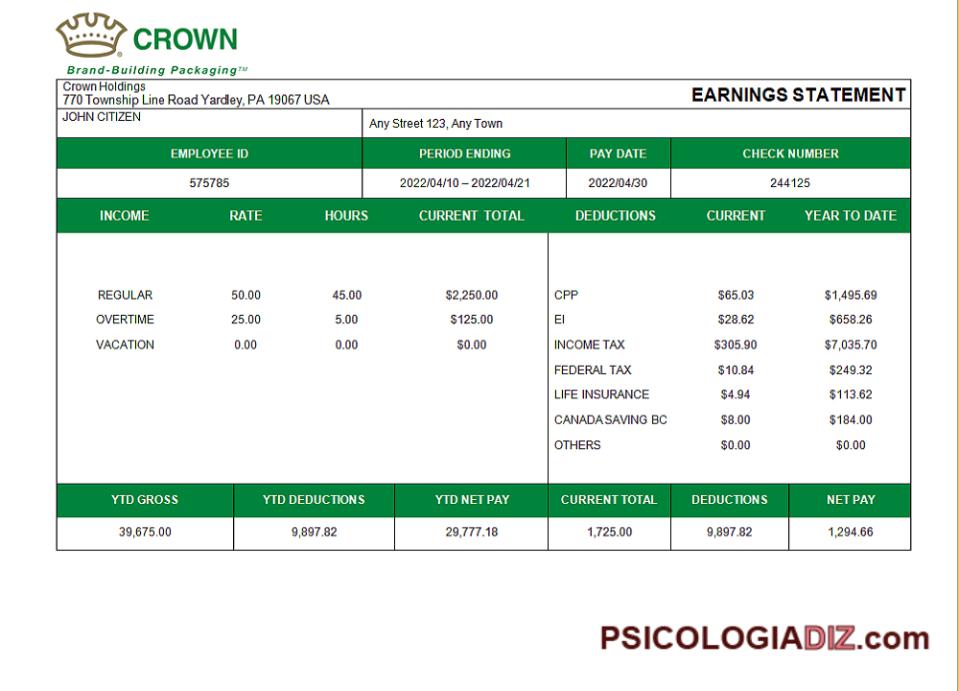 CROWN
Brand-Building Packaging™
Crown Holdings
770 Township Line Road Yardley, PA 19067 USA
EARNINGS STATEMENT
JOHN CITIZEN
Any Street 123, Any Town
EMPLOYEE ID PERIOD ENDING PAY DATE CHECK NUMBER
575785 2022/04/10 – 2022/04/21 2022/04/30 244125
INCOME RATE HOURS CURRENT TOTAL DEDUCTIONS CURRENT YEAR TO DATE
REGULAR 50.00 45.00 $2,250.00 CPP $65.03 $1,495.69
OVERTIME 25.00 5.00 $125.00 EI $28.62 $658.26
VACATION 0.00 0.00 $0.00 INCOME TAX $305.90 $7,035.70
FEDERAL TAX $10.84 $249.32
LIFE INSURANCE $4.94 $113.62
CANADA SAVING BC $8.00 $184.00
OTHERS $0.00 $0.00
YTD GROSS YTD DEDUCTIONS YTD NET PAY CURRENT TOTAL DEDUCTIONS NET PAY
39,675.00 9,897.82 29,777.18 1,725.00 9,897.82 1,294.66
PSICOLOGIADIZ.com